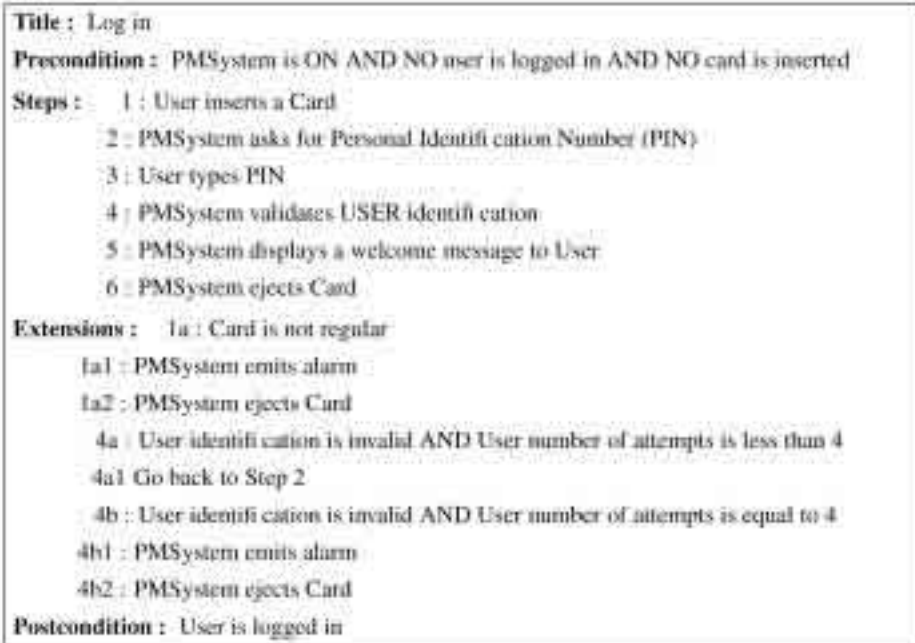 Title : Log in
Precondition : PMSystem is ON AND NO user is logged in AND NO card is inserted
Steps : 1 : User inserts a Card
2 : PMSystem asks for Personal Identifi cation Number (PIN)
3 : User types PIN
4 : PMSystem validates USER identifi cation
5 : PMSystem displays a welcome message to User
6 : PMSystem ejects Card
Extensions : 1a : Card is not regular
1a1 : PMSystem emits alarm
1a2 : PMSystem ejects Card
4a : User identifi cation is invalid AND User number of attempts is less than 4
4a1 Go back to Step 2
4b : User identifi cation is invalid AND User number of attempts is equal to 4
4b1 : PMSystem emits alarm
4b2 : PMSystem ejects Card
Postcondition : User is logged in